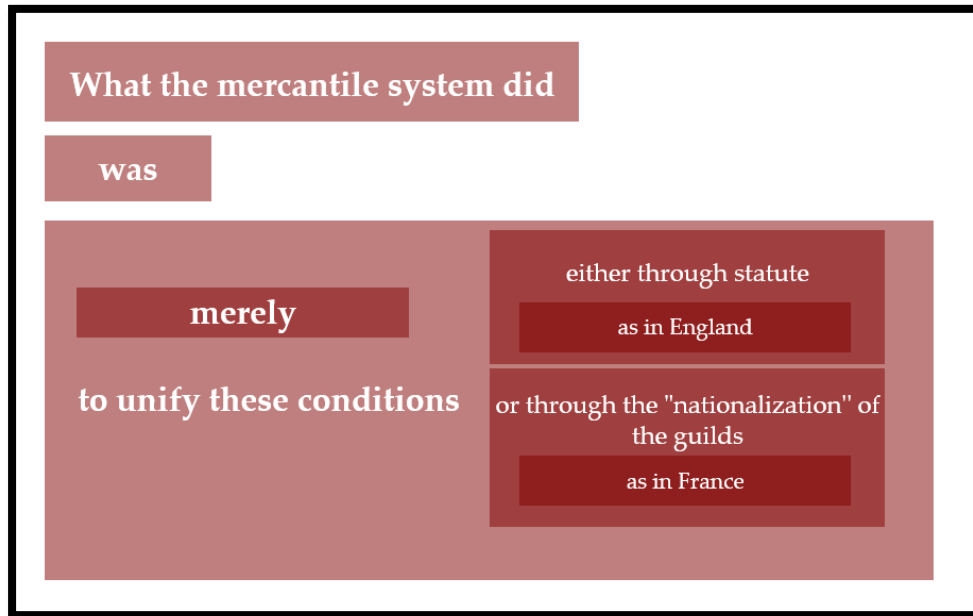 What the mercantile system did
was
merely
to unify these conditions
either through statute
as in England
or through the "nationalization" of
the guilds
as in France